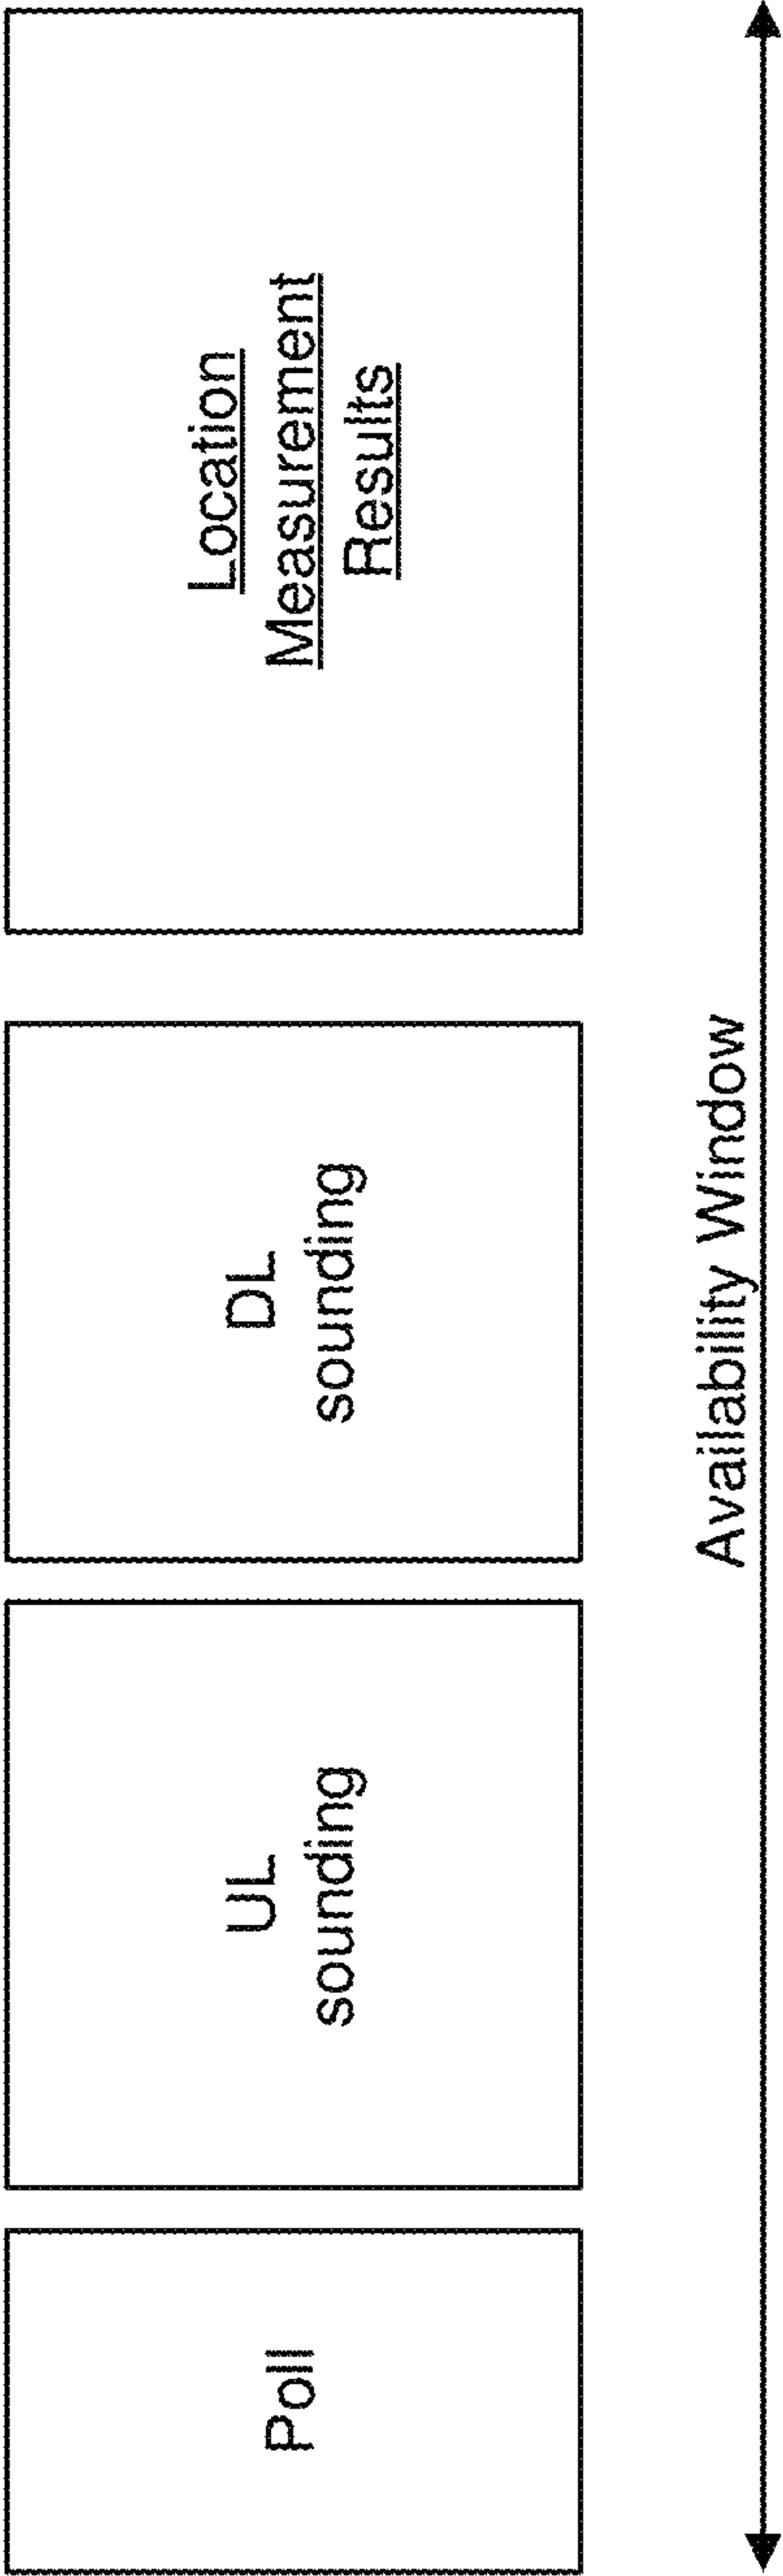 Poll
UL
sounding
DL
sounding
Location
Measurement
Results
Availability Window